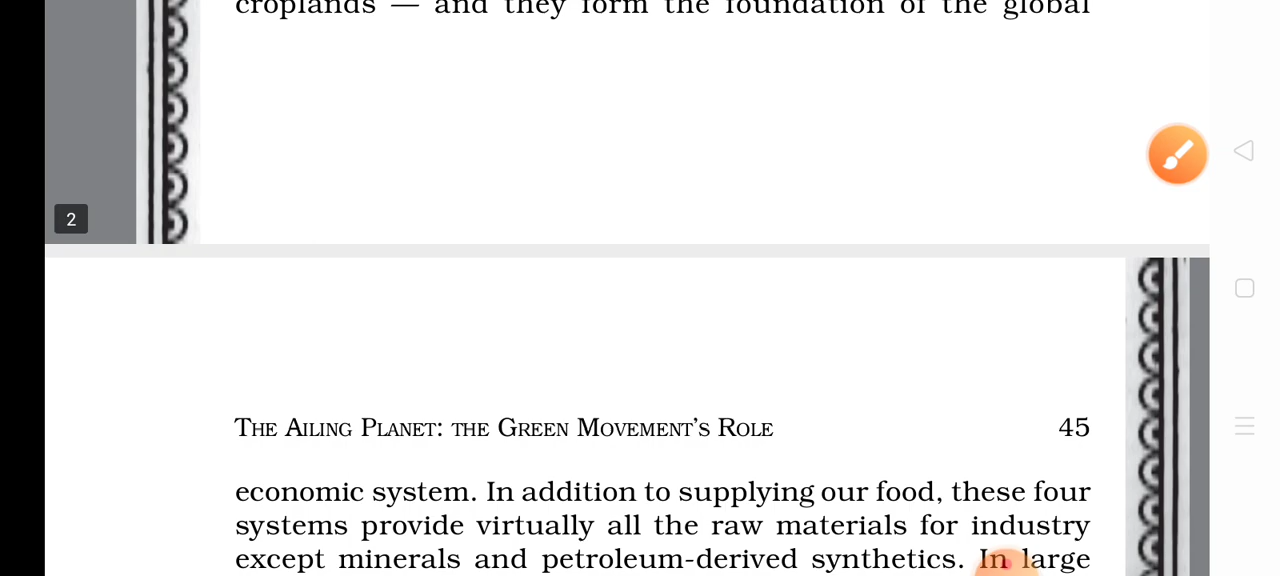 croplands — and they form the foundation of the global
2
The Ailing Planet: the Green Movement's Role 45
economic system. In addition to supplying our food, these four
systems provide virtually all the raw materials for industry
except minerals and petroleum-derived synthetics. In large